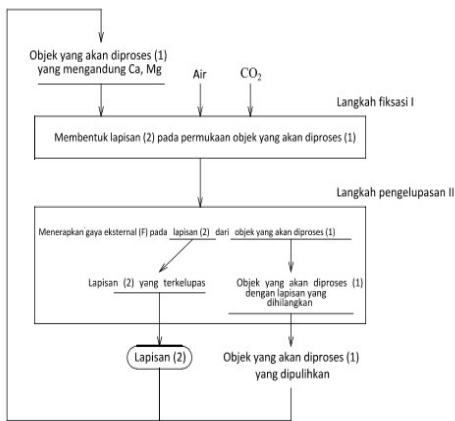 Objek yang akan diproses (1)
yang mengandung Ca, Mg
Air
CO₂
Langkah fiksasi I
Membentuk lapisan (2) pada permukaan objek yang akan diproses (1)
Langkah pengelupasan II
Menerapkan gaya eksternal (F) pada lapisan (2) dari objek yang akan diproses (1)
Lapisan (2) yang terkelupas
Objek yang akan diproses (1)
dengan lapisan yang
dihilangkan
Lapisan (2)
Objek yang akan diproses (1)
yang dipulihkan